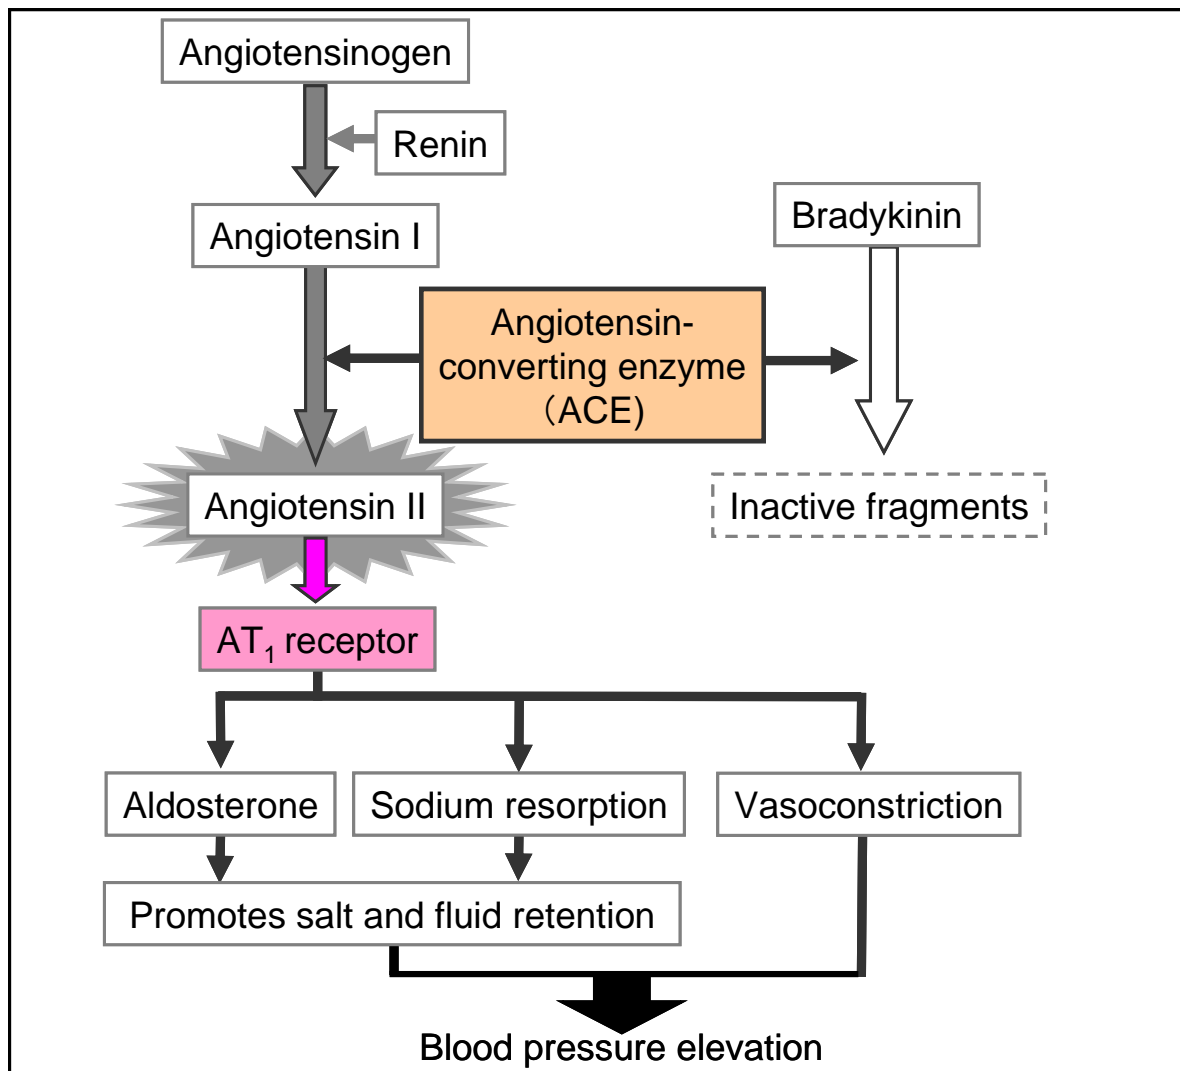 Angiotensinogen
Renin
Angiotensin I
Bradykinin
Angiotensin-
converting enzyme
（ACE)
Angiotensin II
Inactive fragments
AT₁ receptor
Aldosterone
Sodium resorption
Vasoconstriction
Promotes salt and fluid retention
Blood pressure elevation